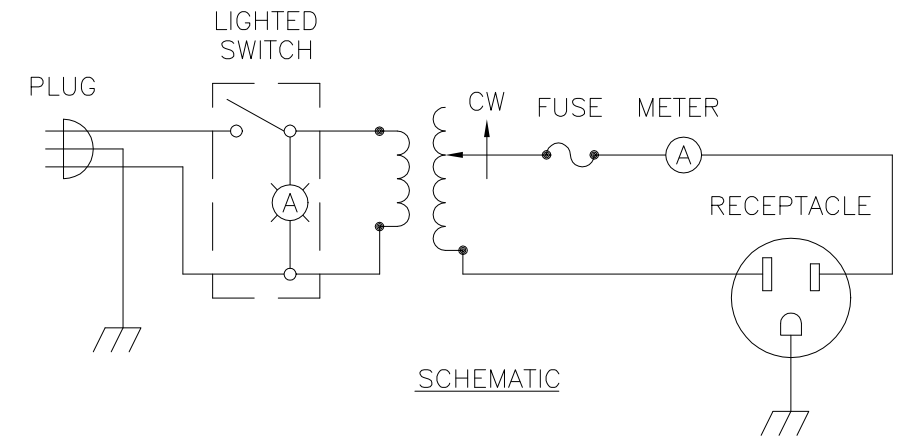 LIGHTED
SWITCH
PLUG
CW
FUSE
METER
A
A
RECEPTACLE
SCHEMATIC